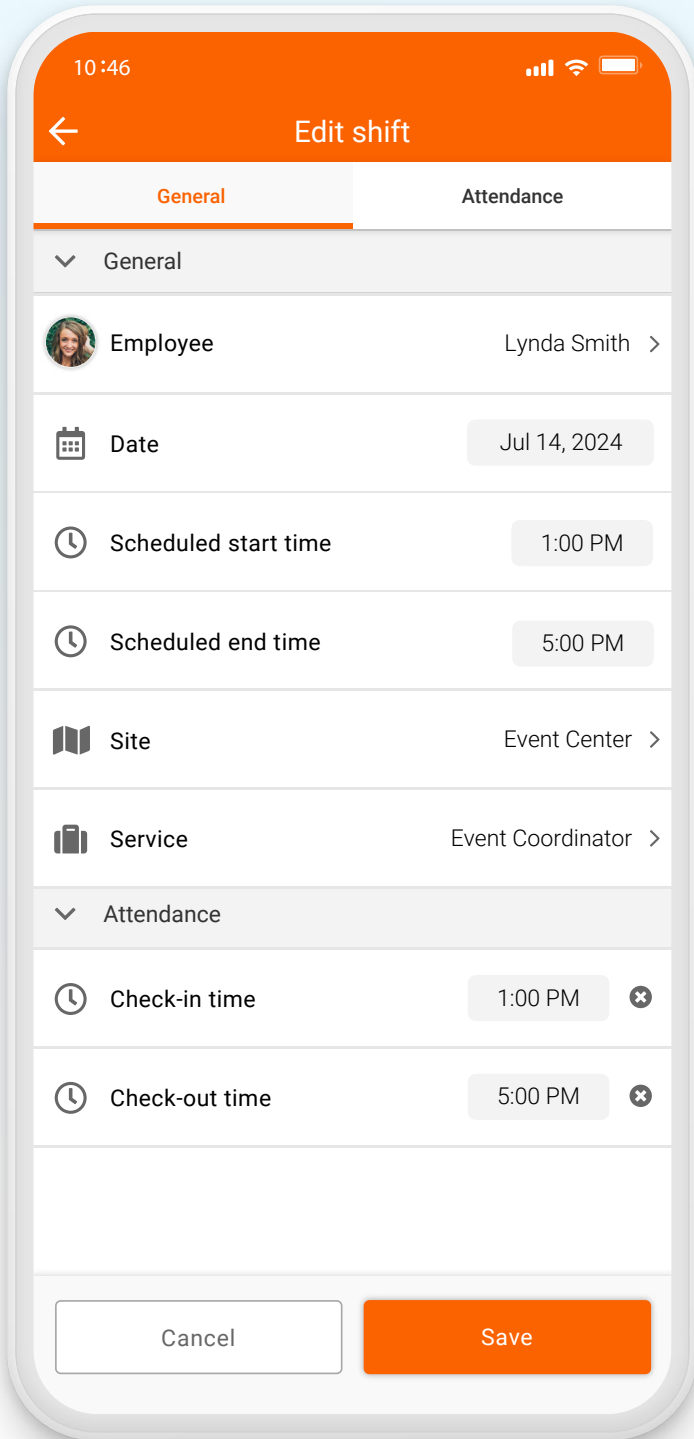 10:46
Edit shift
General Attendance
General
Employee Lynda Smith
Date Jul 14, 2024
Scheduled start time 1:00 PM
Scheduled end time 5:00 PM
Site Event Center
Service Event Coordinator
Attendance
Check-in time 1:00 PM
Check-out time 5:00 PM
Cancel Save